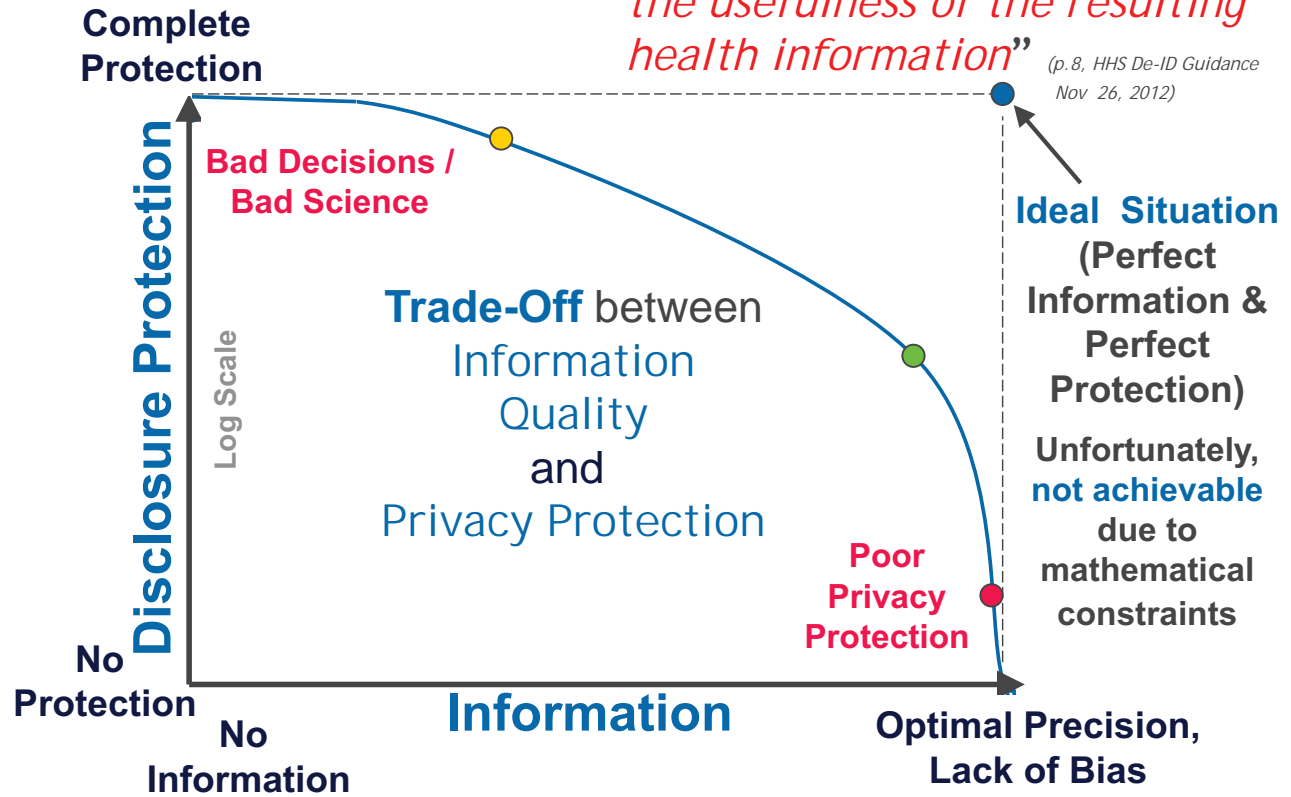 the usefulness of the resulting
health information” (p.8, HHS De-ID Guidance
Nov 26, 2012)
Complete
Protection
Disclosure Protection
Log Scale
Bad Decisions /
Bad Science
Trade-Off between
Information
Quality
and
Privacy Protection
Ideal Situation
(Perfect
Information &
Perfect
Protection)
Unfortunately,
not achievable
due to
mathematical
constraints
Poor
Privacy
Protection
No
Protection
No
Information
Information
Optimal Precision,
Lack of Bias